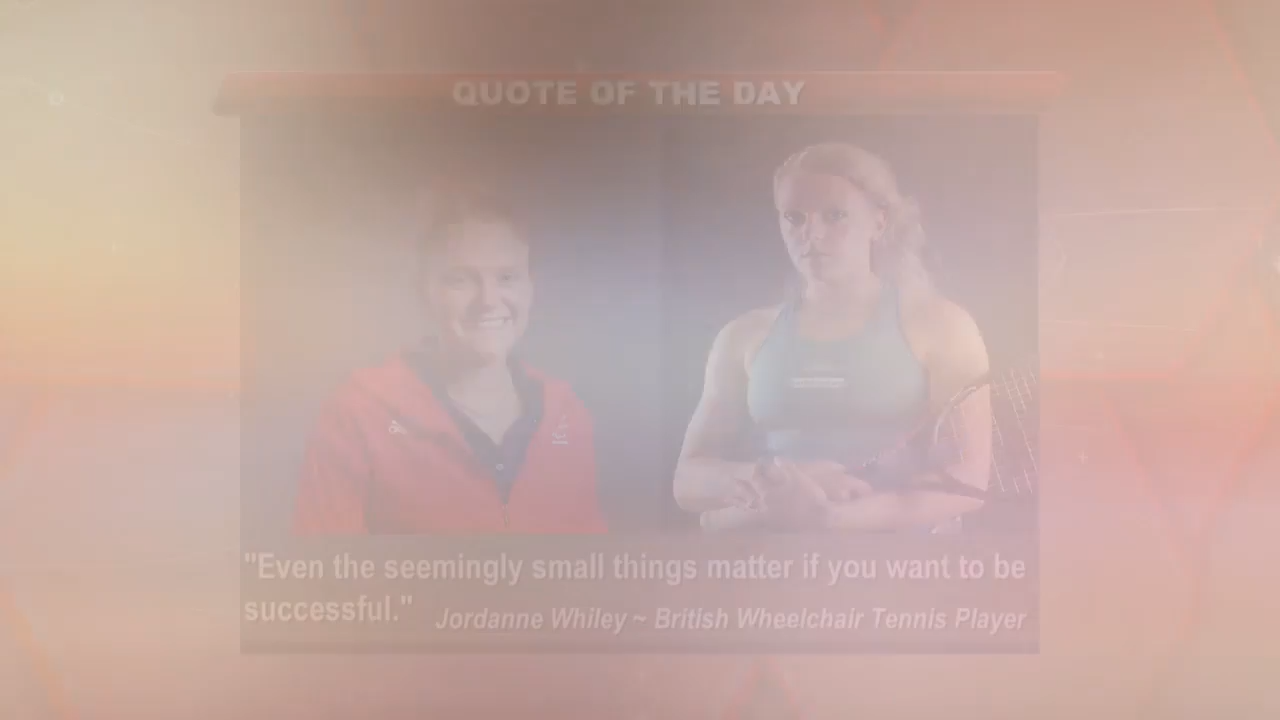 QUOTE OF THE DAY
"Even the seemingly small things matter if you want to be
successful."
Jordanne Whiley ~ British Wheelchair Tennis Player